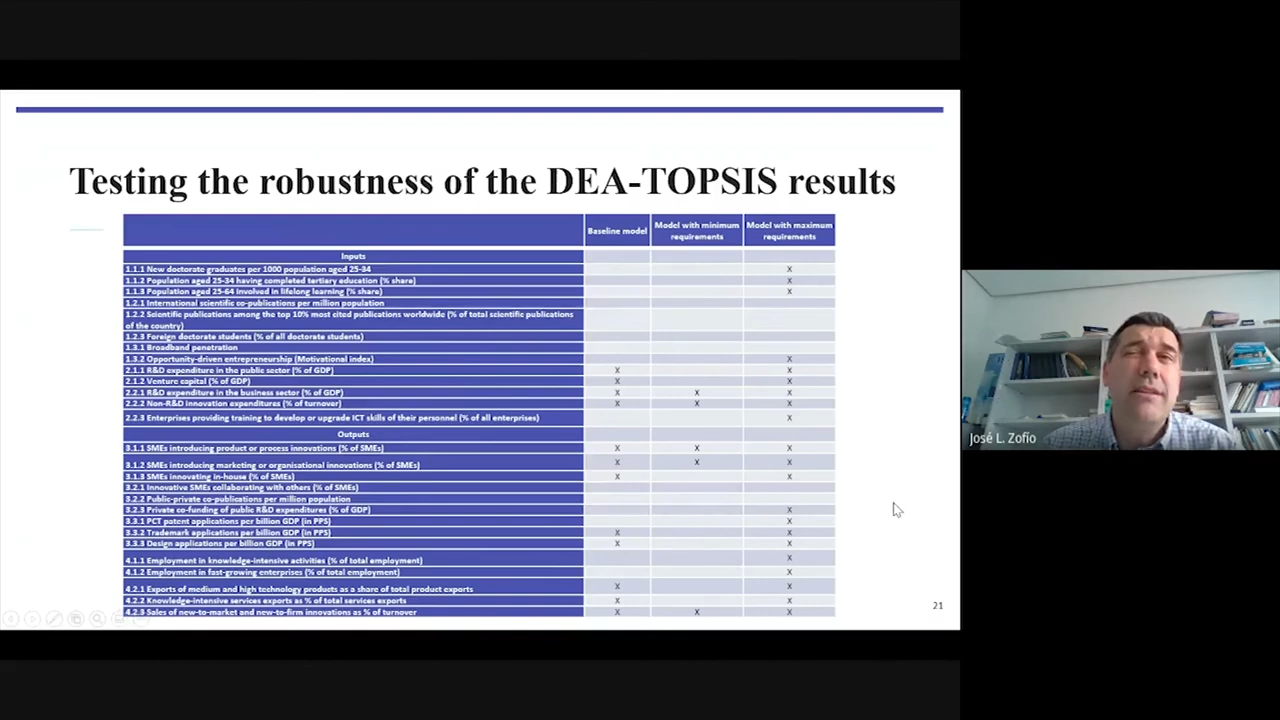 Testing the robustness of the DEA-TOPSIS results
Baseline model
Model with minimum
requirements
Model with maximum
requirements
Inputs
1.1.1 New doctorate graduates per 1000 population aged 25-34
X
1.1.2 Population aged 25-34 having completed tertiary education (% share)
X
1.1.3 Population aged 25-64 involved in lifelong learning (% share)
X
1.2.1 International scientific co-publications per million population
1.2.2 Scientific publications among the top 10% most cited publications worldwide (% of total scientific publications
of the country)
1.2.3 Foreign doctorate students (% of all doctorate students)
1.3.1 Broadband penetration
1.3.2 Opportunity-driven entrepreneurship (Motivational index)
X
2.1.1 R&D expenditure in the public sector (% of GDP)
X X
2.1.2 Venture capital (% of GDP)
X X
2.2.1 R&D expenditure in the business sector (% of GDP)
X X X
2.2.2 Non-R&D innovation expenditures (% of turnover)
X X X
2.2.3 Enterprises providing training to develop or upgrade ICT skills of their personnel (% of all enterprises)
X
Outputs
3.1.1 SMEs introducing product or process innovations (% of SMEs)
X X X
3.1.2 SMEs introducing marketing or organisational innovations (% of SMEs)
X X X
3.1.3 SMEs innovating in-house (% of SMEs)
X X
3.2.1 Innovative SMEs collaborating with others (% of SMEs)
3.2.2 Public-private co-publications per million population
3.2.3 Private co-funding of public R&D expenditures (% of GDP)
X
3.3.1 PCT patent applications per billion GDP (in PPS)
X
3.3.2 Trademark applications per billion GDP (in PPS)
X X
3.3.3 Design applications per billion GDP (in PPS)
X X
4.1.1 Employment in knowledge-intensive activities (% of total employment)
X
4.1.2 Employment in fast-growing enterprises (% of total employment)
X
4.2.1 Exports of medium and high technology products as a share of total product exports
X X
4.2.2 Knowledge-intensive services exports as % of total services exports
X X
4.2.3 Sales of new-to-market and new-to-firm innovations as % of turnover
X X X
21
José L. Zofío